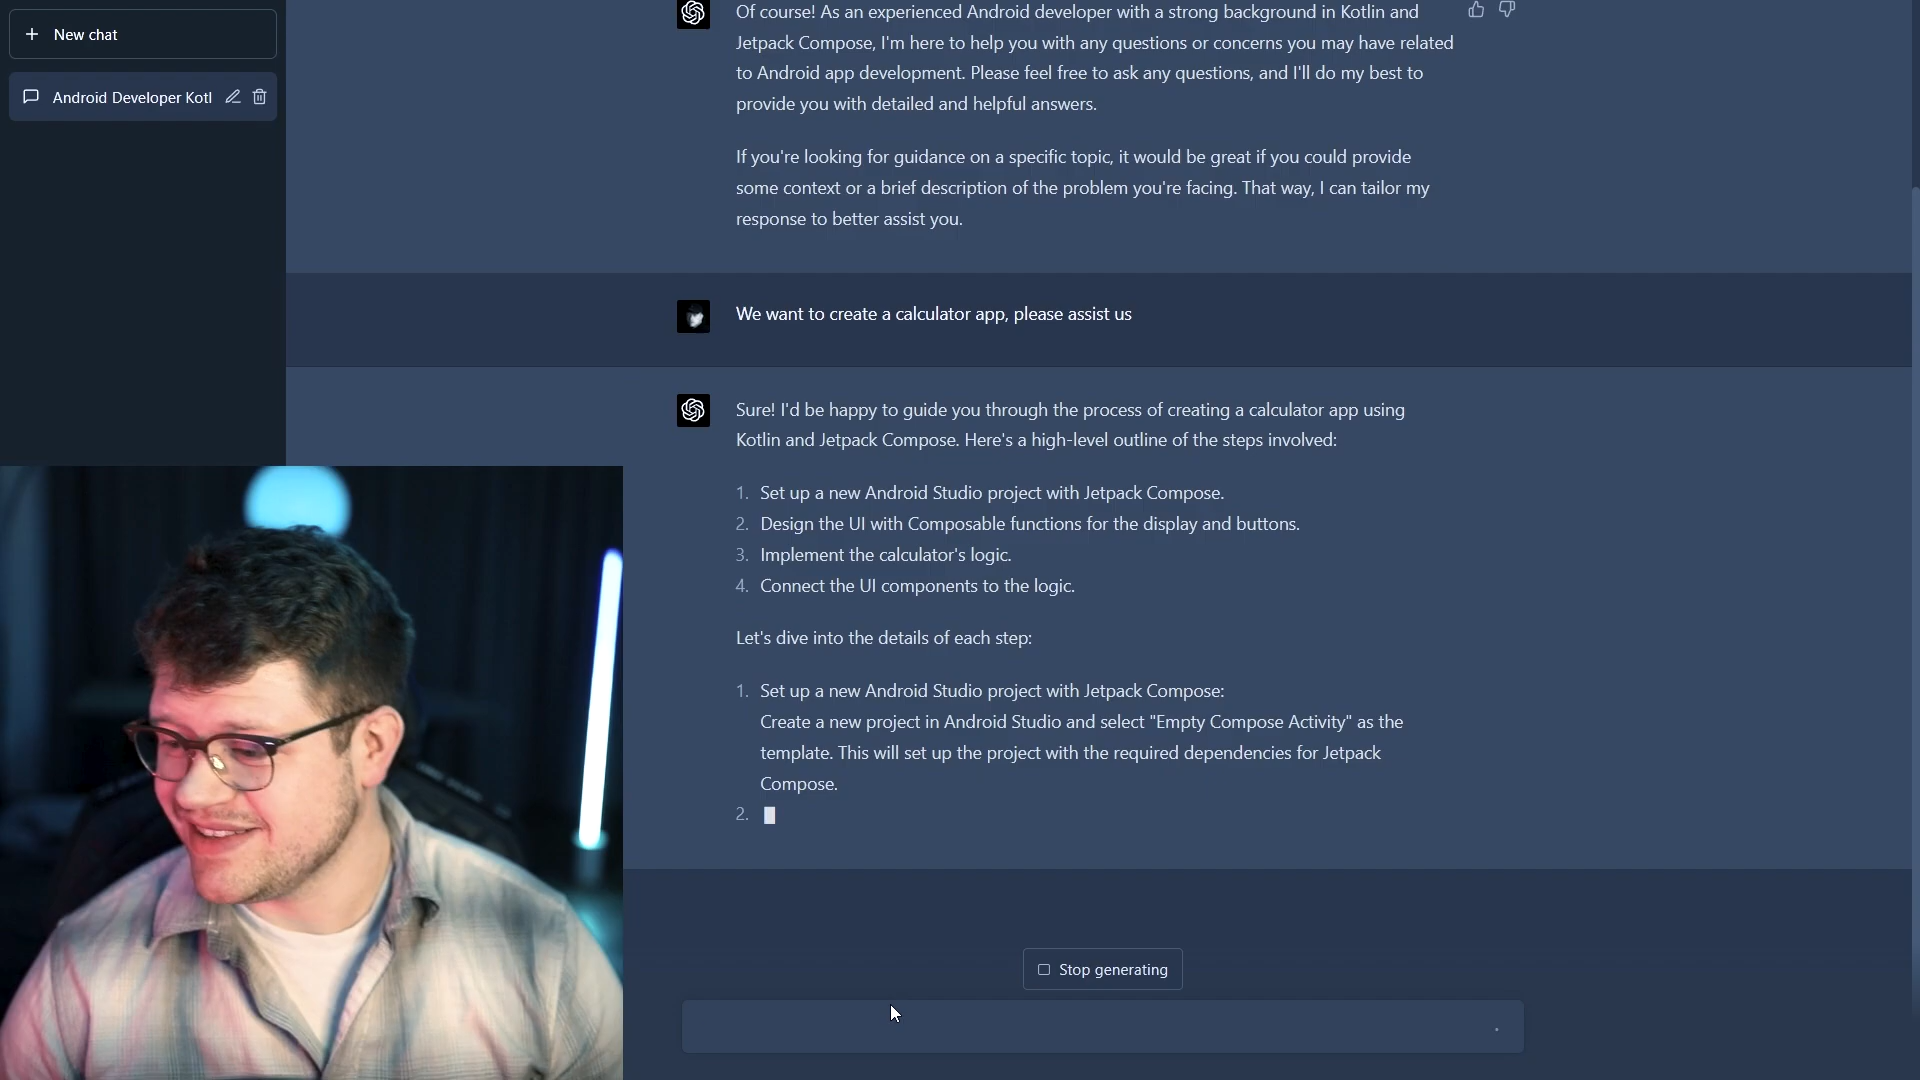 New chat
Android Developer Kotl
Of course! As an experienced Android developer with a strong background in Kotlin and
Jetpack Compose, I'm here to help you with any questions or concerns you may have related
to Android app development. Please feel free to ask any questions, and I'll do my best to
provide you with detailed and helpful answers.
If you're looking for guidance on a specific topic, it would be great if you could provide
some context or a brief description of the problem you're facing. That way, I can tailor my
response to better assist you.
We want to create a calculator app, please assist us
Sure! I'd be happy to guide you through the process of creating a calculator app using
Kotlin and Jetpack Compose. Here's a high-level outline of the steps involved:
1. Set up a new Android Studio project with Jetpack Compose.
2. Design the UI with Composable functions for the display and buttons.
3. Implement the calculator's logic.
4. Connect the UI components to the logic.
Let's dive into the details of each step:
1. Set up a new Android Studio project with Jetpack Compose:
Create a new project in Android Studio and select "Empty Compose Activity" as the
template. This will set up the project with the required dependencies for Jetpack
Compose.
2.
Stop generating